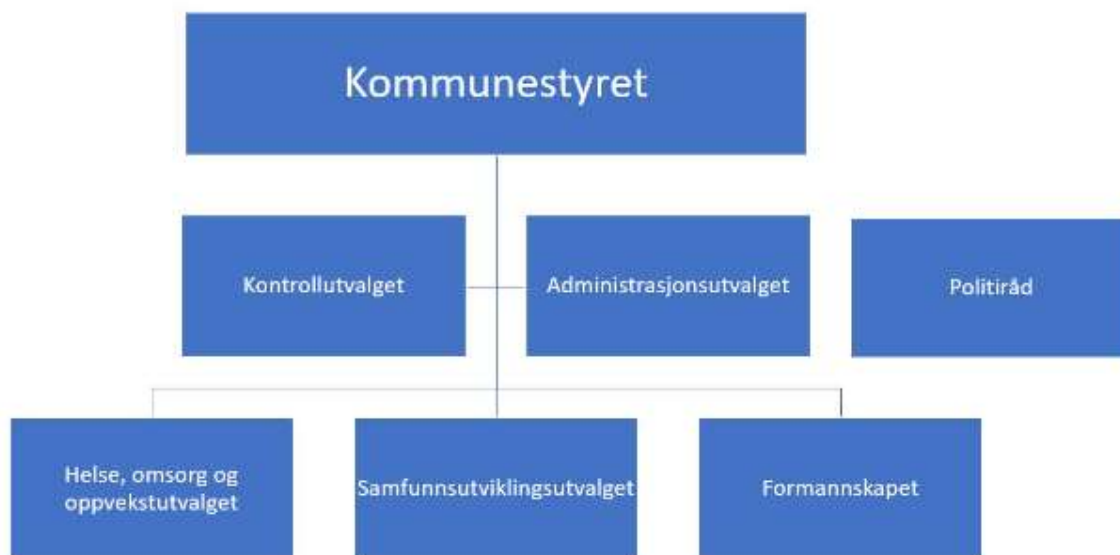 Kommunestyret
Kontrollutvalget
Administrasjonsutvalget
Politiråd
Helse, omsorg og
oppvekstutvalget
Samfunnsutviklingsutvalget
Formannskapet